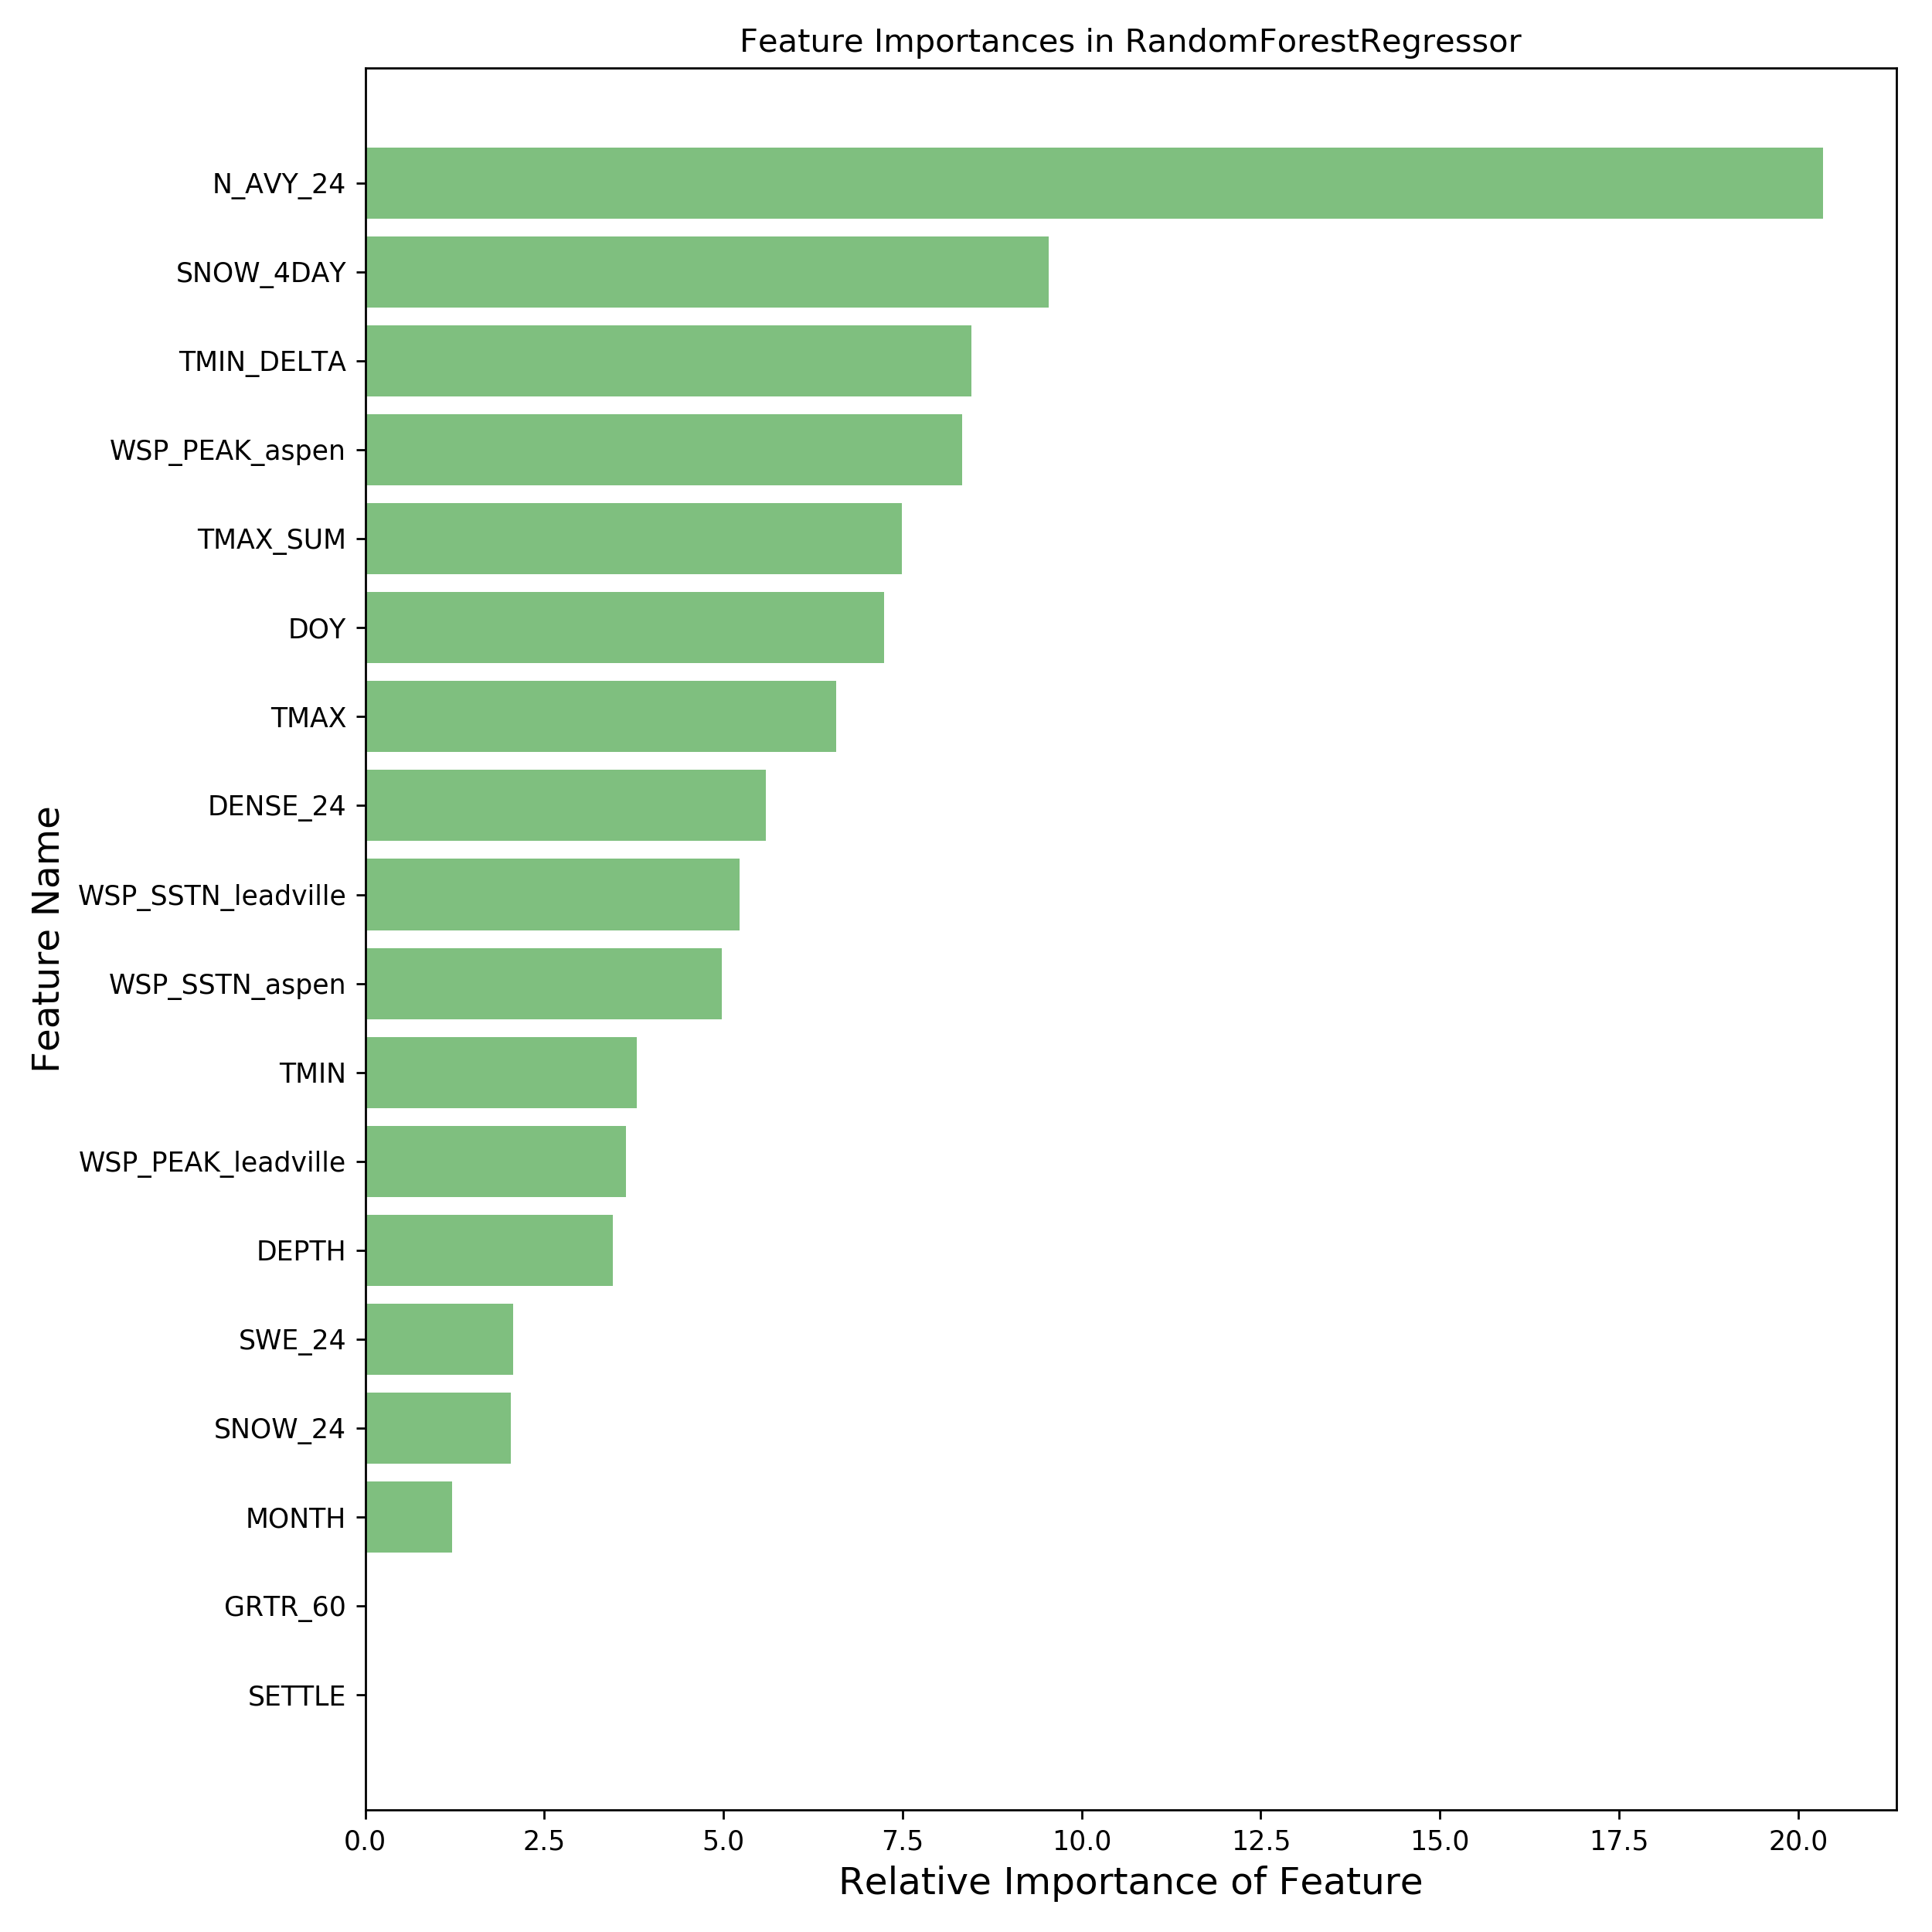 Feature Importances in RandomForestRegressor
N_AVY_24
SNOW_4DAY
TMIN_DELTA
WSP_PEAK_aspen
TMAX_SUM
DOY
TMAX
DENSE_24
WSP_SSTN_leadville
WSP_SSTN_aspen
TMIN
WSP_PEAK_leadville
DEPTH
SWE_24
SNOW_24
MONTH
GRTR_60
SETTLE
Feature Name
0.0 2.5 5.0 7.5 10.0 12.5 15.0 17.5 20.0
Relative Importance of Feature